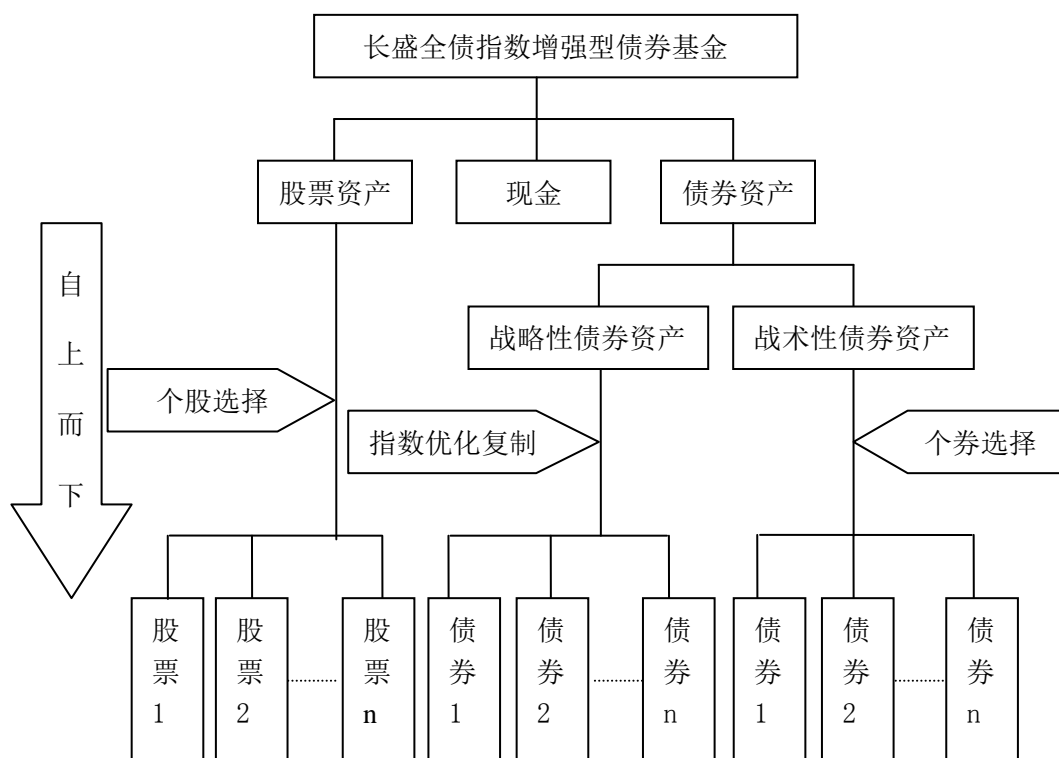 长盛全债指数增强型债券基金
股票资产
现金
债券资产
自上而下
战略性债券资产
战术性债券资产
个股选择
指数优化复制
个券选择
股票1
股票2
股票n
债券1
债券2
债券n
债券1
债券2
债券n